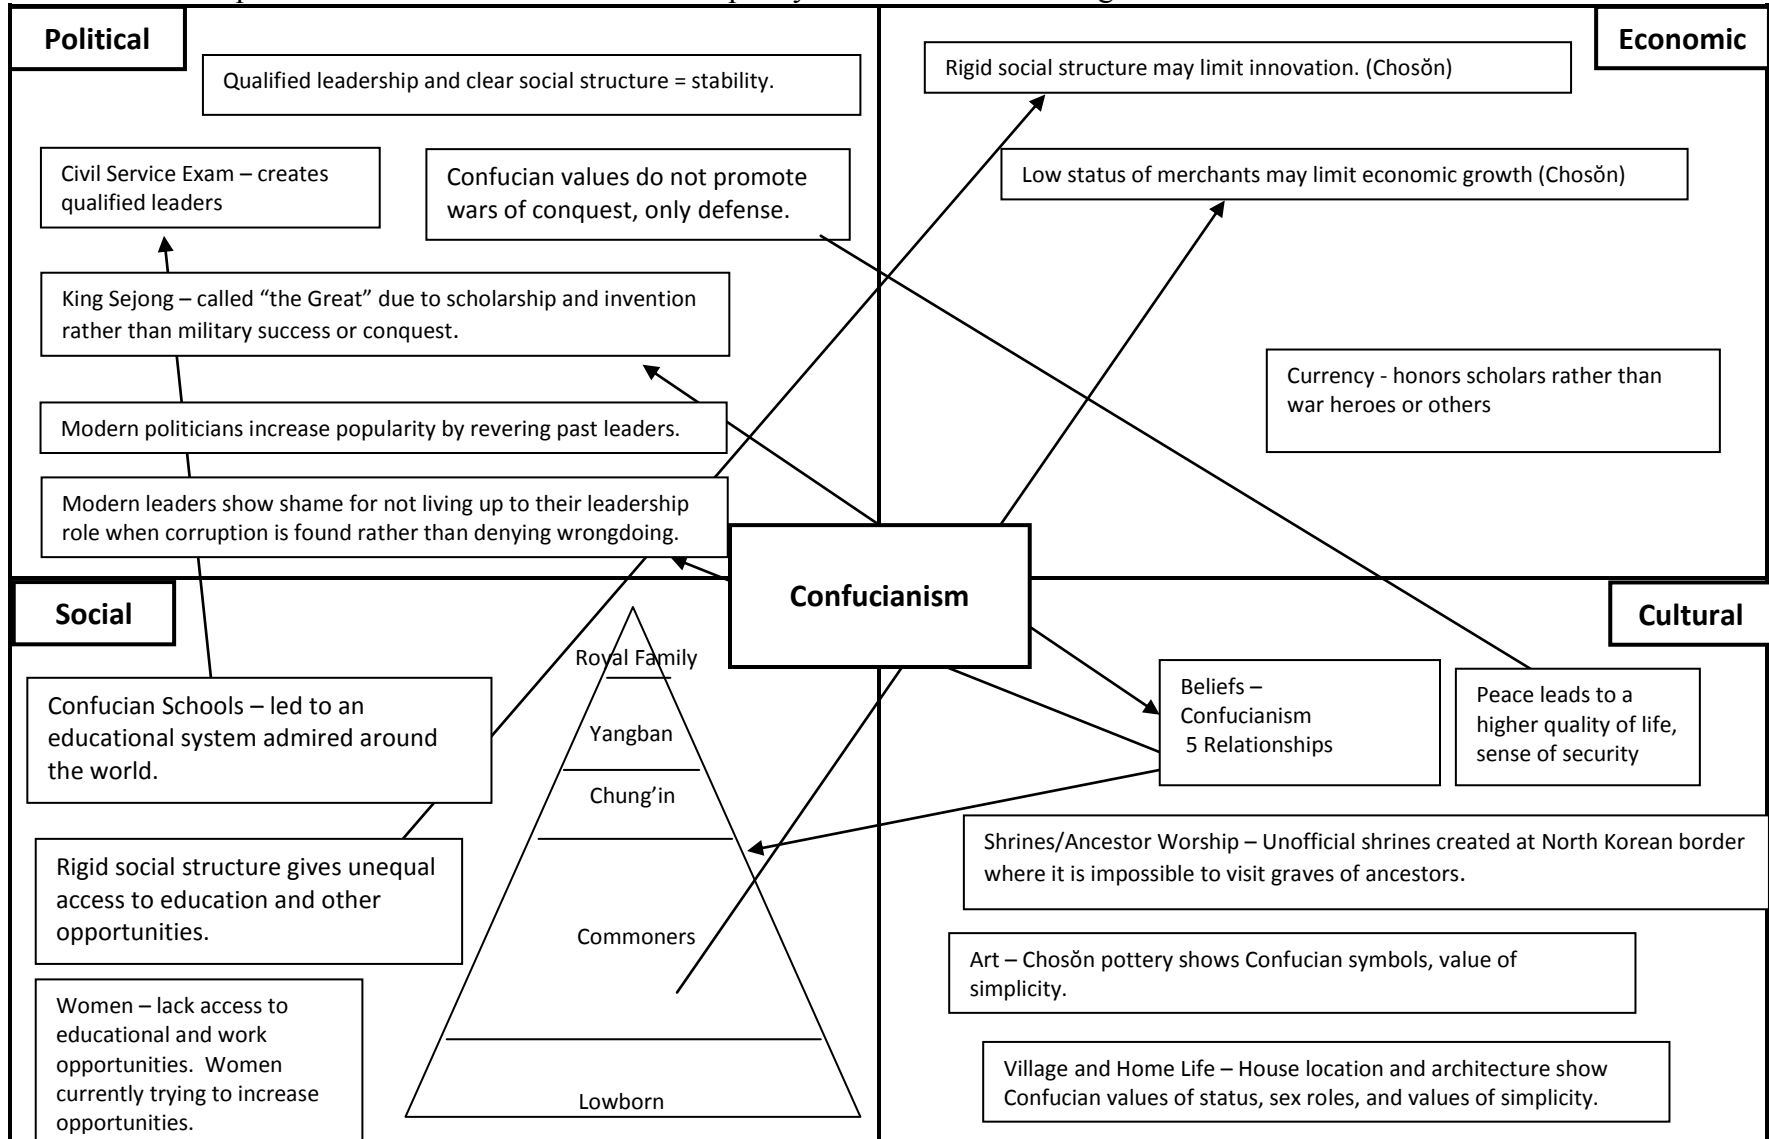 Political
Qualified leadership and clear social structure = stability.
Civil Service Exam – creates
qualified leaders
Confucian values do not promote
wars of conquest, only defense.
King Sejong – called “the Great” due to scholarship and invention
rather than military success or conquest.
Modern politicians increase popularity by revering past leaders.
Modern leaders show shame for not living up to their leadership
role when corruption is found rather than denying wrongdoing.
Economic
Rigid social structure may limit innovation. (Chosŏn)
Low status of merchants may limit economic growth (Chosŏn)
Currency - honors scholars rather than
war heroes or others
Confucianism
Social
Royal Family
Yangban
Chung’in
Commoners
Lowborn
Confucian Schools – led to an
educational system admired around
the world.
Rigid social structure gives unequal
access to education and other
opportunities.
Women – lack access to
educational and work
opportunities. Women
currently trying to increase
opportunities.
Cultural
Beliefs –
Confucianism
5 Relationships
Peace leads to a
higher quality of life,
sense of security
Shrines/Ancestor Worship – Unofficial shrines created at North Korean border
where it is impossible to visit graves of ancestors.
Art – Chosŏn pottery shows Confucian symbols, value of
simplicity.
Village and Home Life – House location and architecture show
Confucian values of status, sex roles, and values of simplicity.